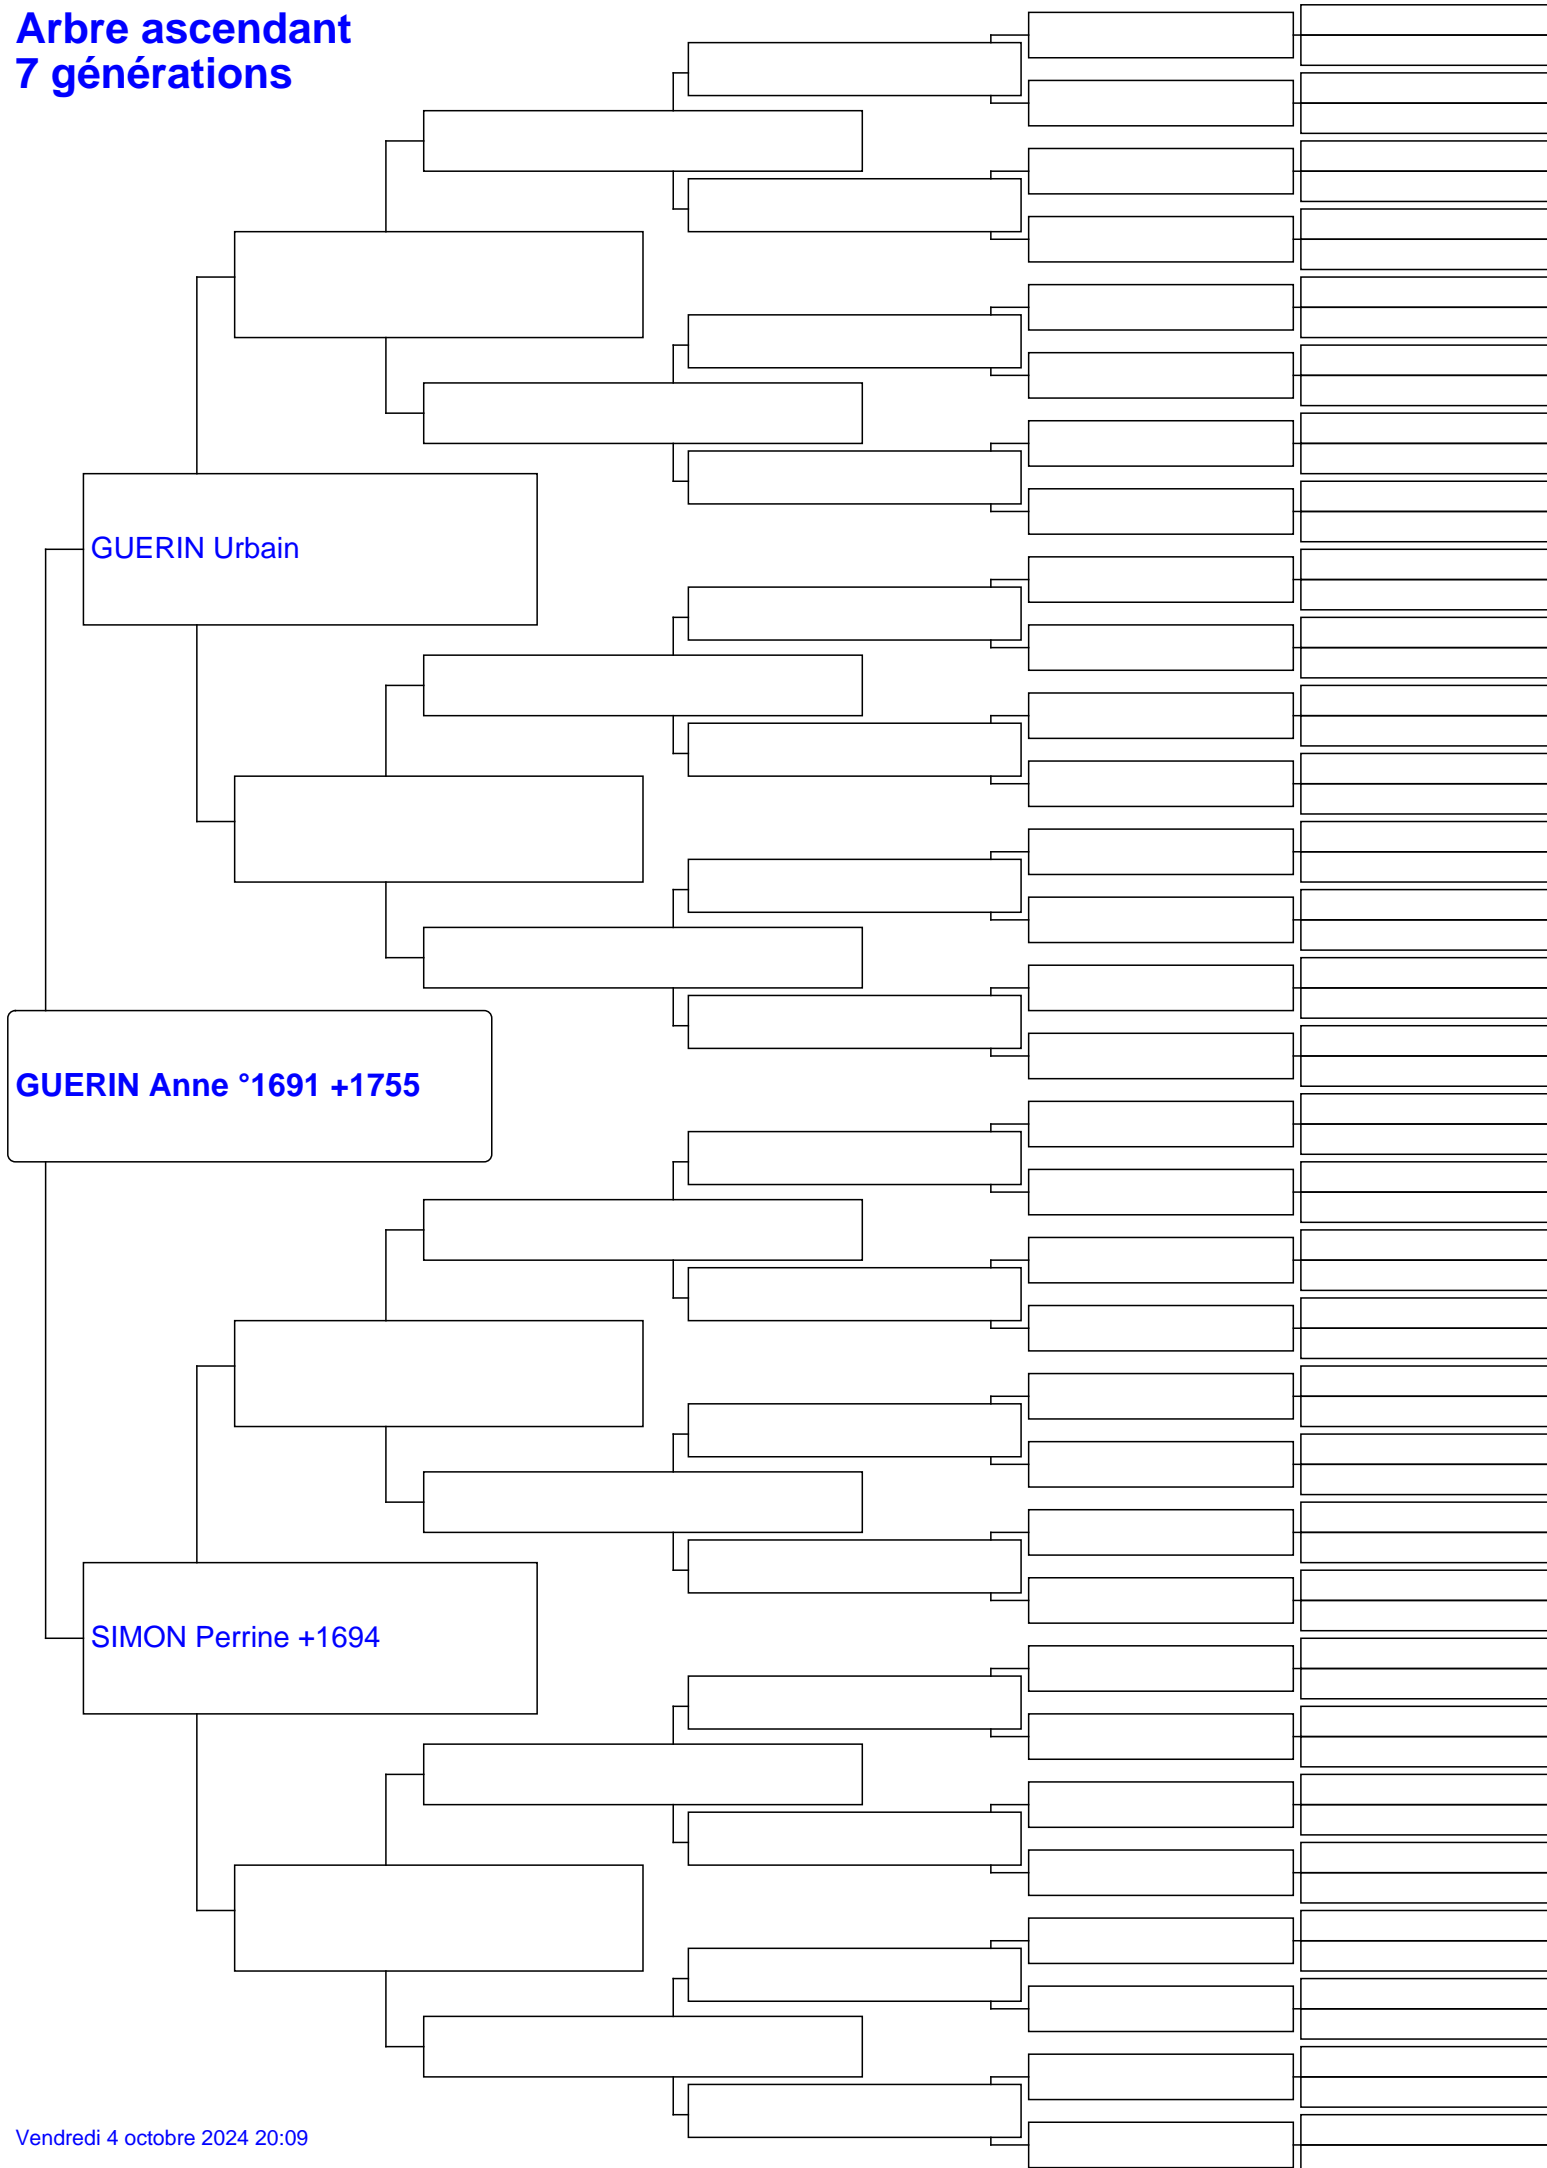 Arbre ascendant
7 générations
GUERIN Urbain
GUERIN Anne °1691 +1755
SIMON Perrine +1694
Vendredi 4 octobre 2024 20:09